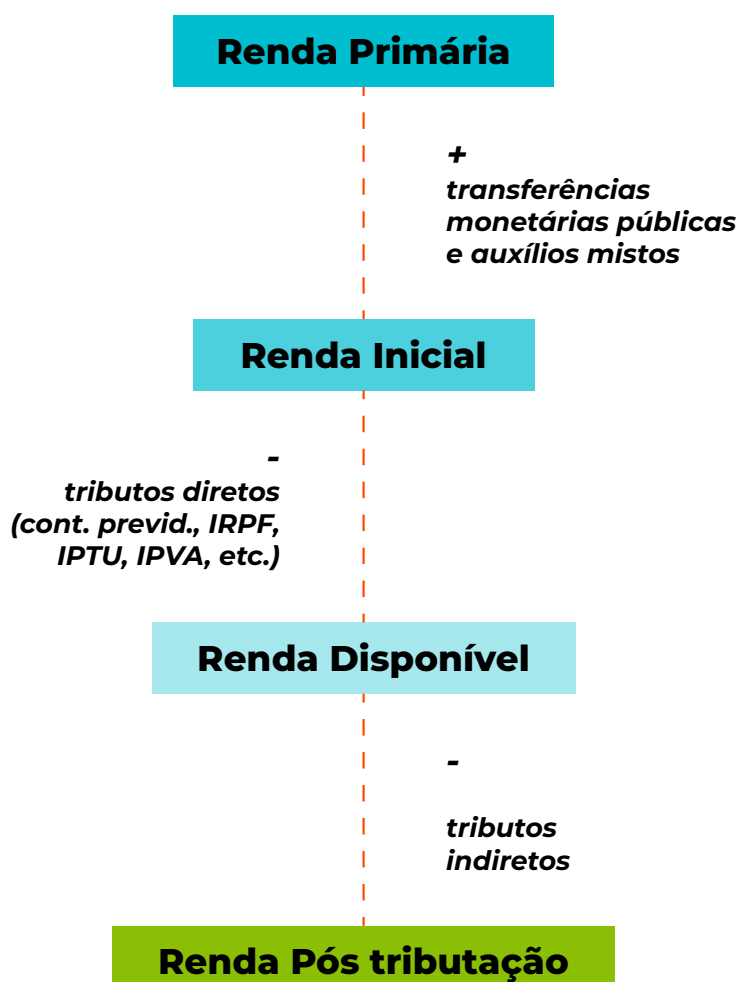 Renda Primária
+
transferências
monetárias públicas
e auxílios mistos
Renda Inicial
-
tributos diretos
(cont. previd., IRPF,
IPTU, IPVA, etc.)
Renda Disponível
-
tributos
indiretos
Renda Pós tributação